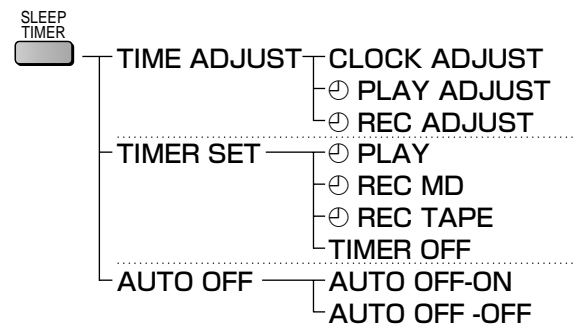 SLEEP
TIMER
TIME ADJUST CLOCK ADJUST
PLAY ADJUST
REC ADJUST
TIMER SET PLAY
REC MD
REC TAPE
TIMER OFF
AUTO OFF AUTO OFF-ON
AUTO OFF -OFF